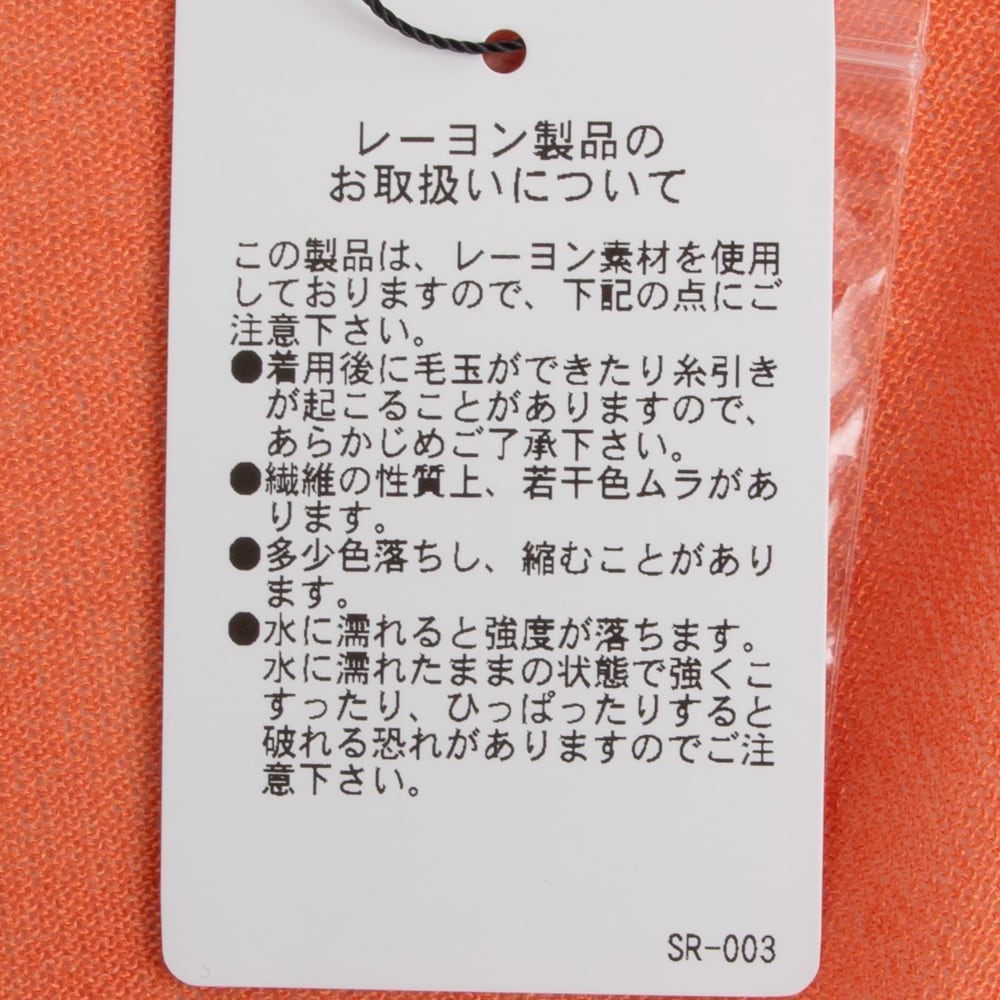 レーヨン製品の
お取扱いについて
この製品は、レーヨン素材を使用
しておりますので、下記の点にご
注意下さい。
●着用後に毛玉ができたり糸引き
が起こることがありますので、
あらかじめご了承下さい。
●繊維の性質上、若干色ムラがあ
ります。
●多少色落ちし、縮むことがあり
ます。
●水に濡れると強度が落ちます。
水に濡れたままの状態で強くこ
すったり、ひっぱったりすると
破れる恐れがありますのでご注
意下さい。
SR-003